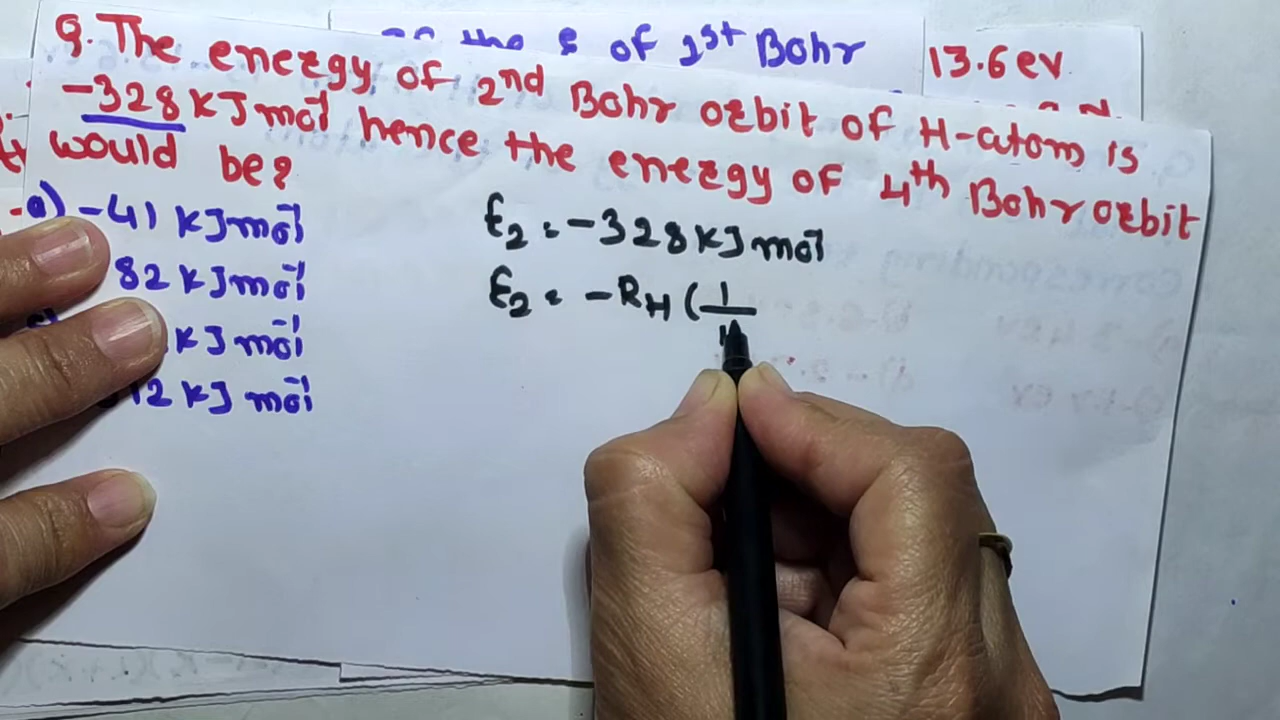 of 1st Bohr
13.6 ev
Q. The energy of 2nd Bohr orbit of H-atom is
-328 KJ mol⁻¹ hence the energy of 4th Bohr orbit
would be?
a) -41 KJ mol⁻¹
82 KJ mol⁻¹
KJ mol⁻¹
12 KJ mol⁻¹
E₂ = -328 KJ mol⁻¹
E₂ = -R_H (1/